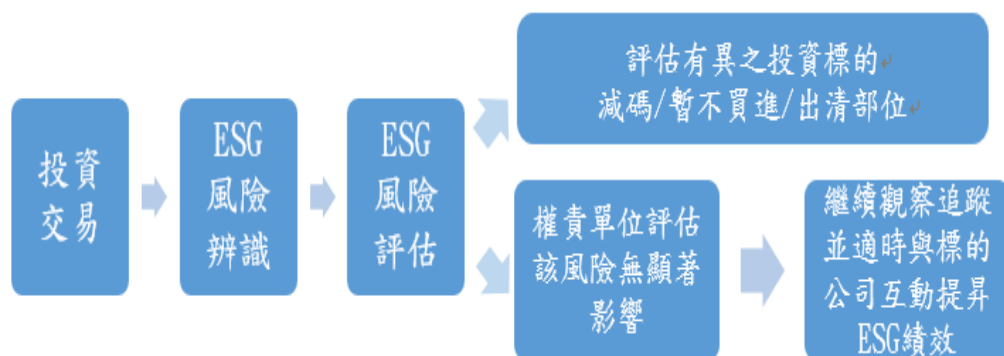 投資
交易
ESG
風險
辨識
ESG
風險
評估
評估有異之投資標的
減碼/暫不買進/出清部位
權責單位評估
該風險無顯著
影響
繼續觀察追蹤
並適時與標的
公司互動提昇
ESG績效